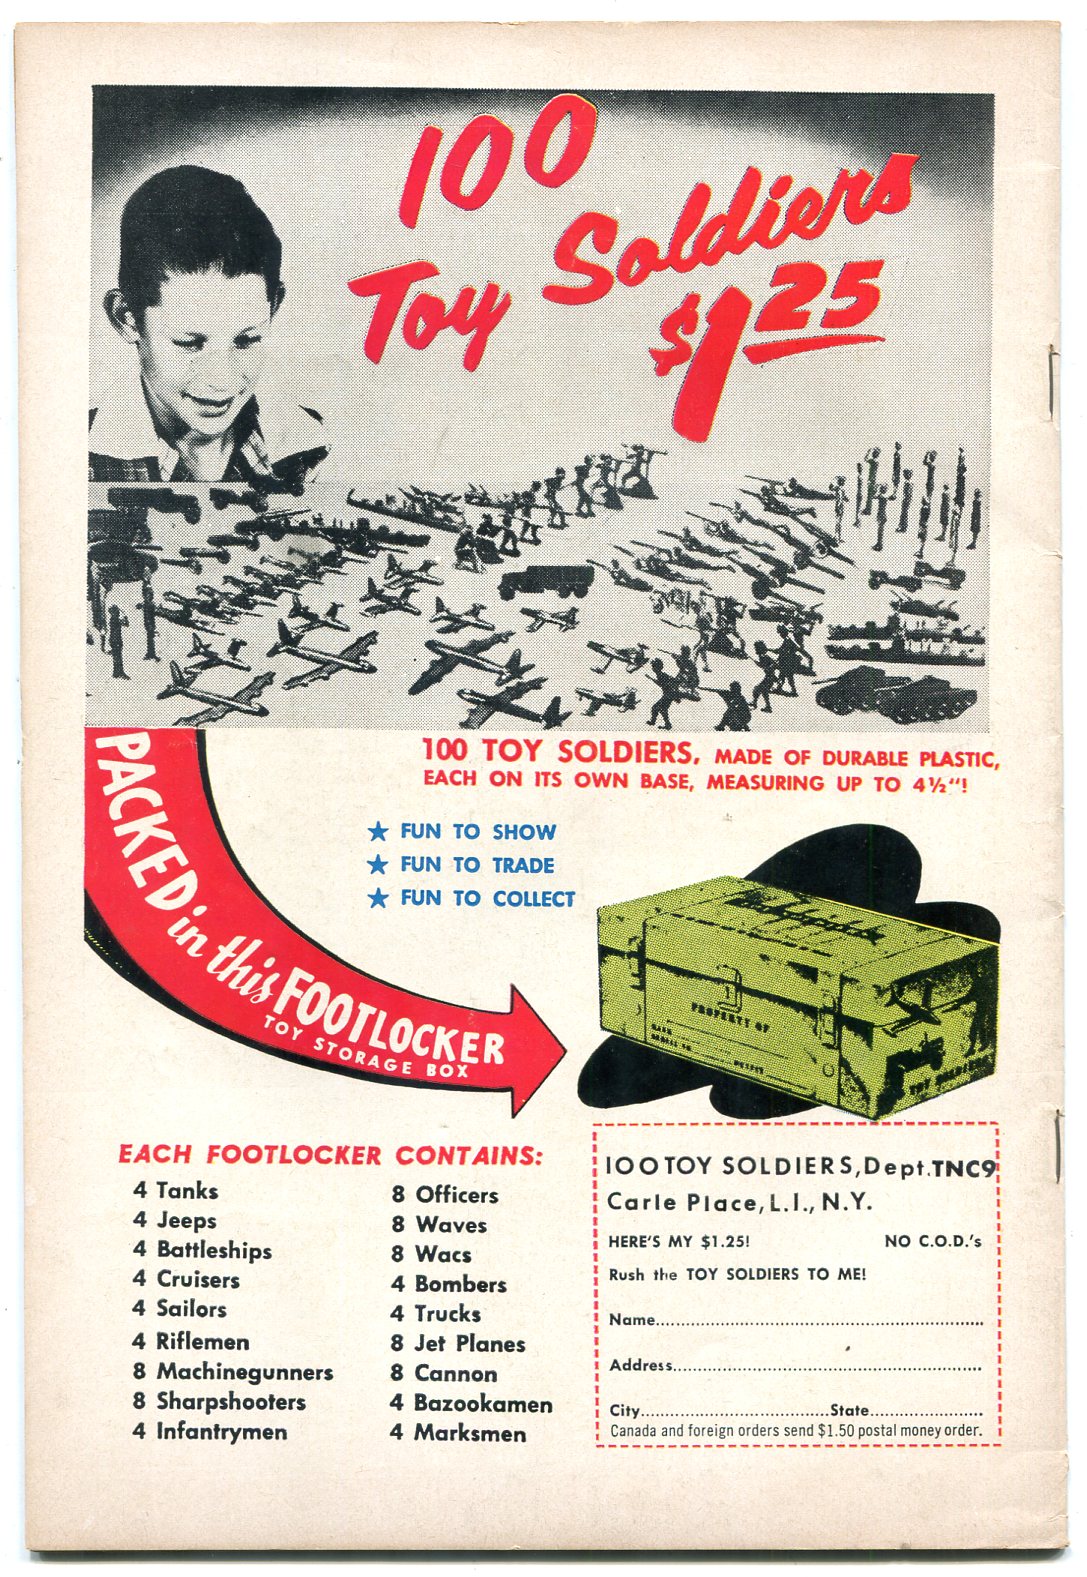 100
Toy Soldiers
$1.25
PACKED in this FOOTLOCKER
TOY STORAGE BOX
100 TOY SOLDIERS, MADE OF DURABLE PLASTIC,
EACH ON ITS OWN BASE, MEASURING UP TO 4½"!
★ FUN TO SHOW
★ FUN TO TRADE
★ FUN TO COLLECT
PROPERTY OF
TOY SOLDIERS
EACH FOOTLOCKER CONTAINS:
4 Tanks
4 Jeeps
4 Battleships
4 Cruisers
4 Sailors
4 Riflemen
8 Machinegunners
8 Sharpshooters
4 Infantrymen
8 Officers
8 Waves
8 Wacs
4 Bombers
4 Trucks
8 Jet Planes
8 Cannon
4 Bazookamen
4 Marksmen
100 TOY SOLDIERS, Dept. TNC9
Carle Place, L.I., N.Y.
HERE'S MY $1.25! NO C.O.D.'s
Rush the TOY SOLDIERS TO ME!
Name
Address
City State
Canada and foreign orders send $1.50 postal money order.